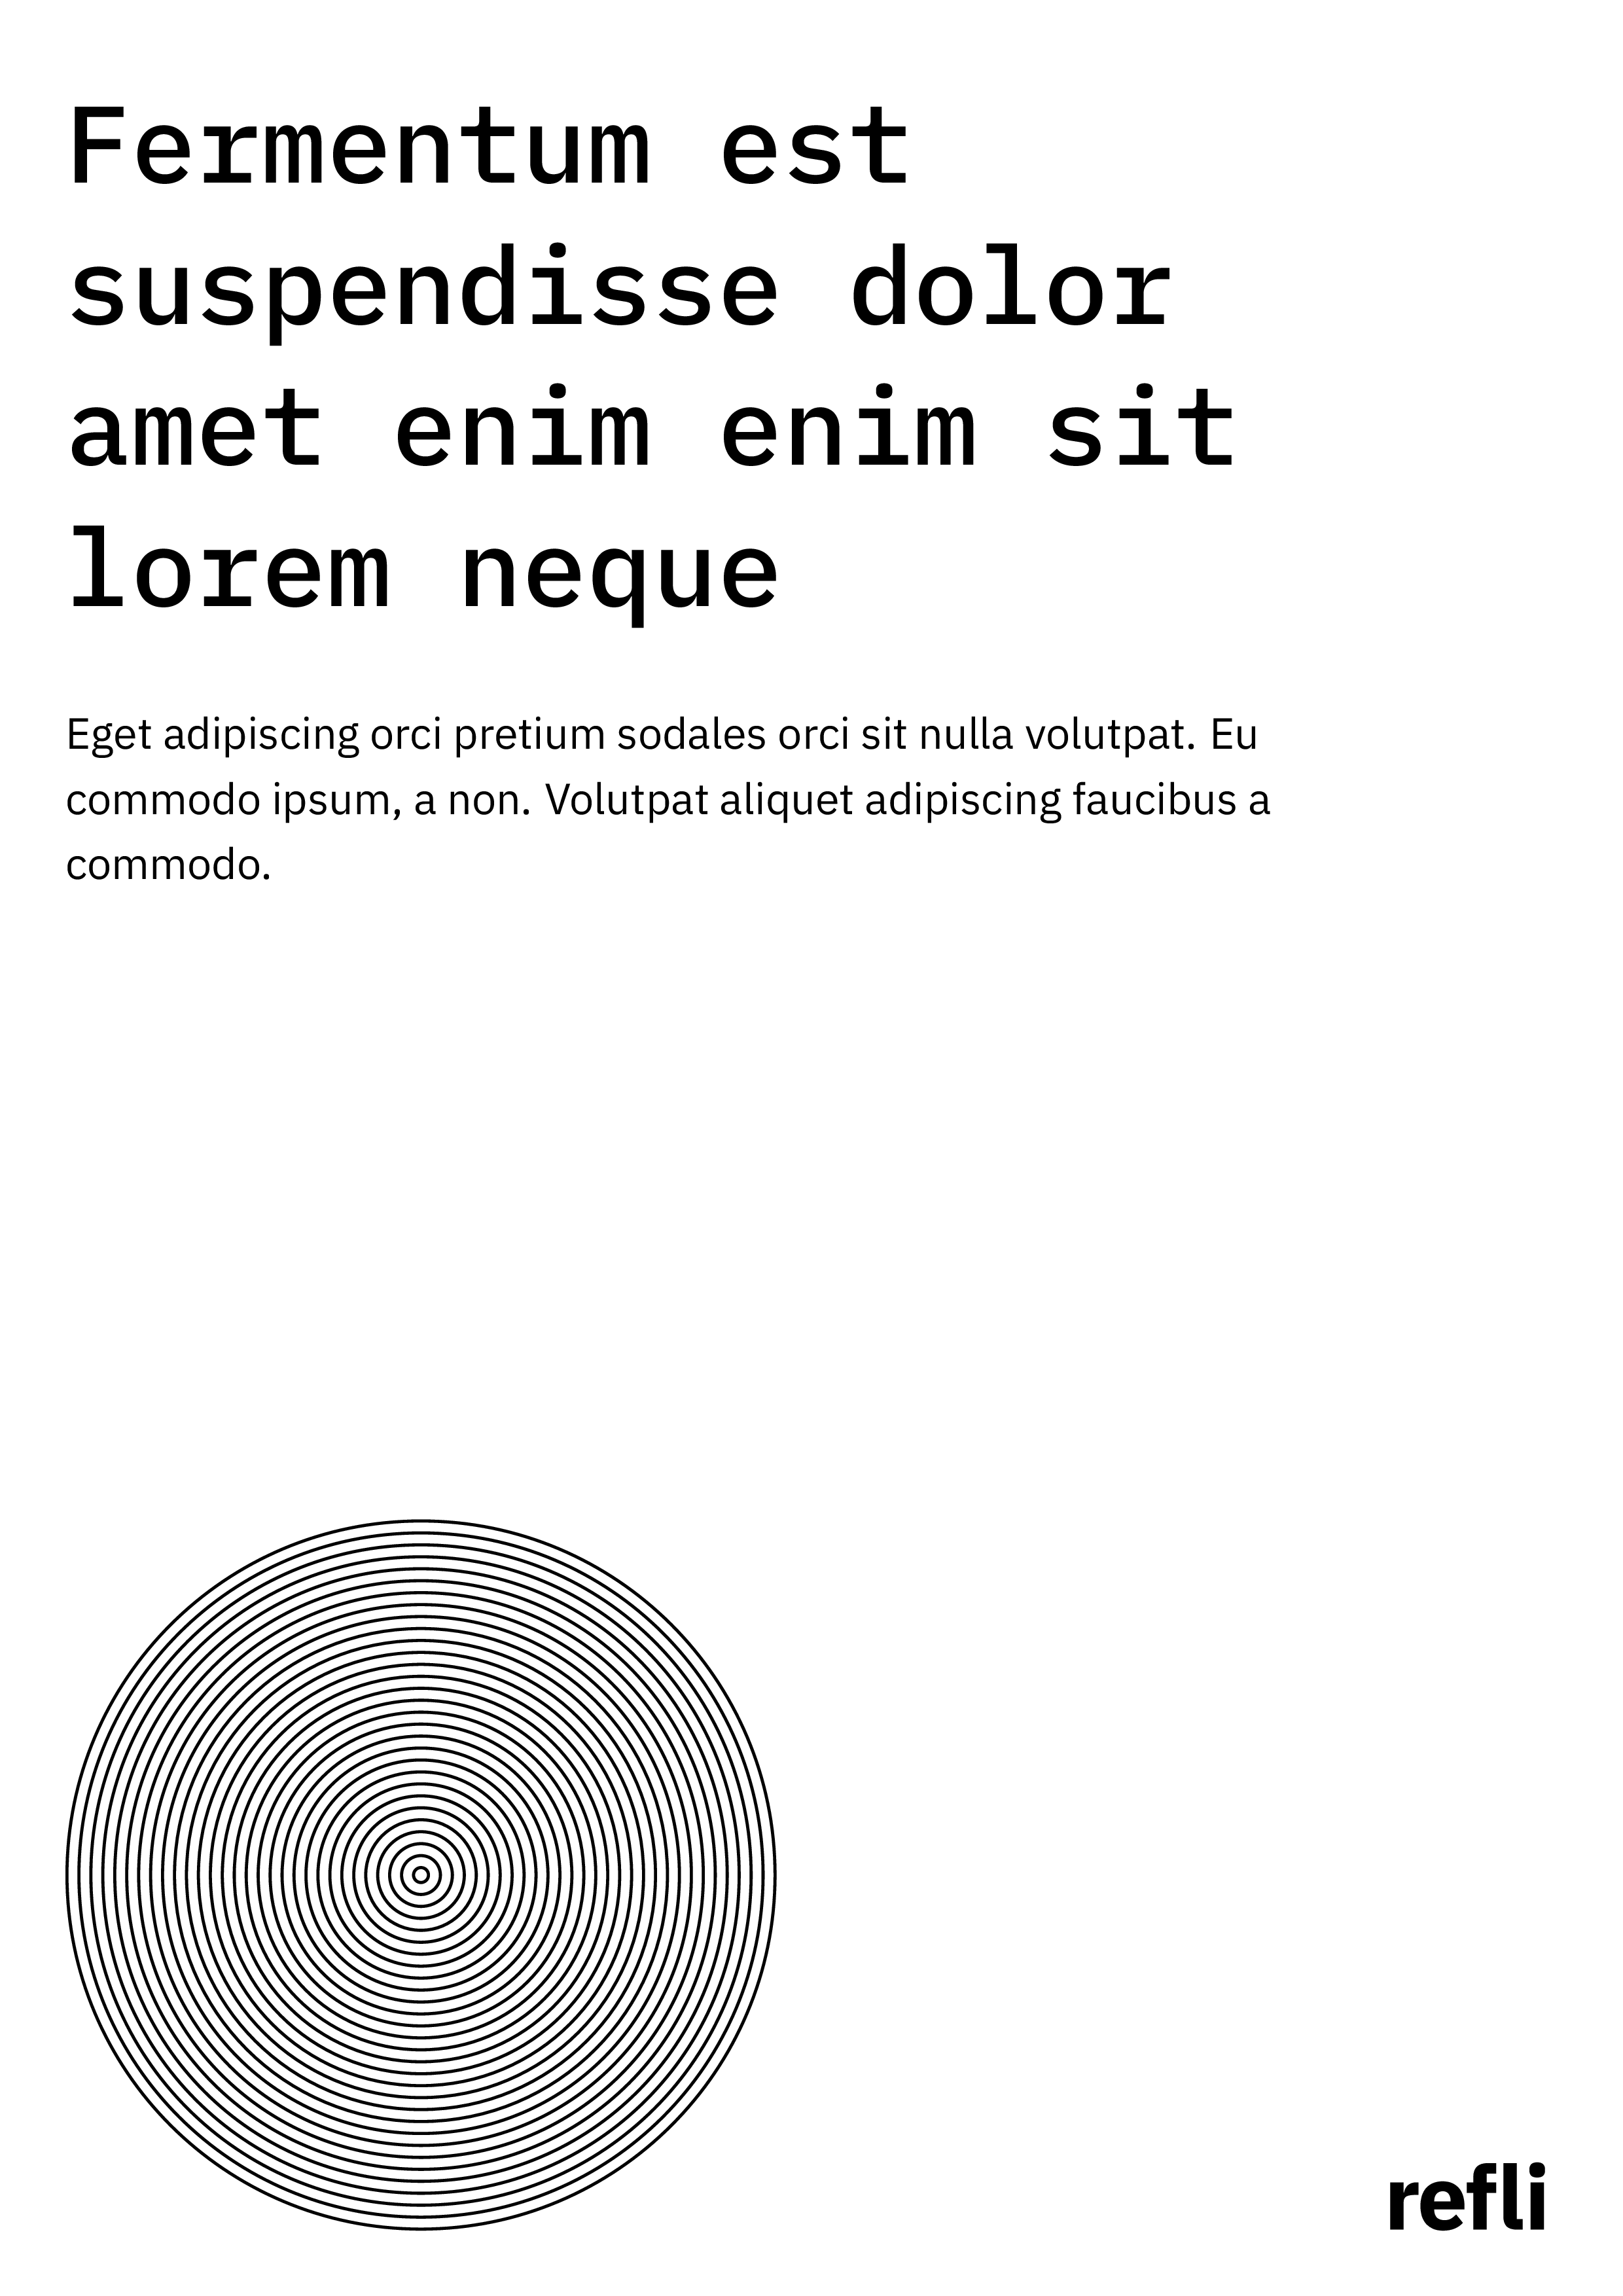 Fermentum est
suspendisse dolor
amet enim enim sit
lorem neque
Eget adipiscing orci pretium sodales orci sit nulla volutpat. Eu
commodo ipsum, a non. Volutpat aliquet adipiscing faucibus a
commodo.
refli